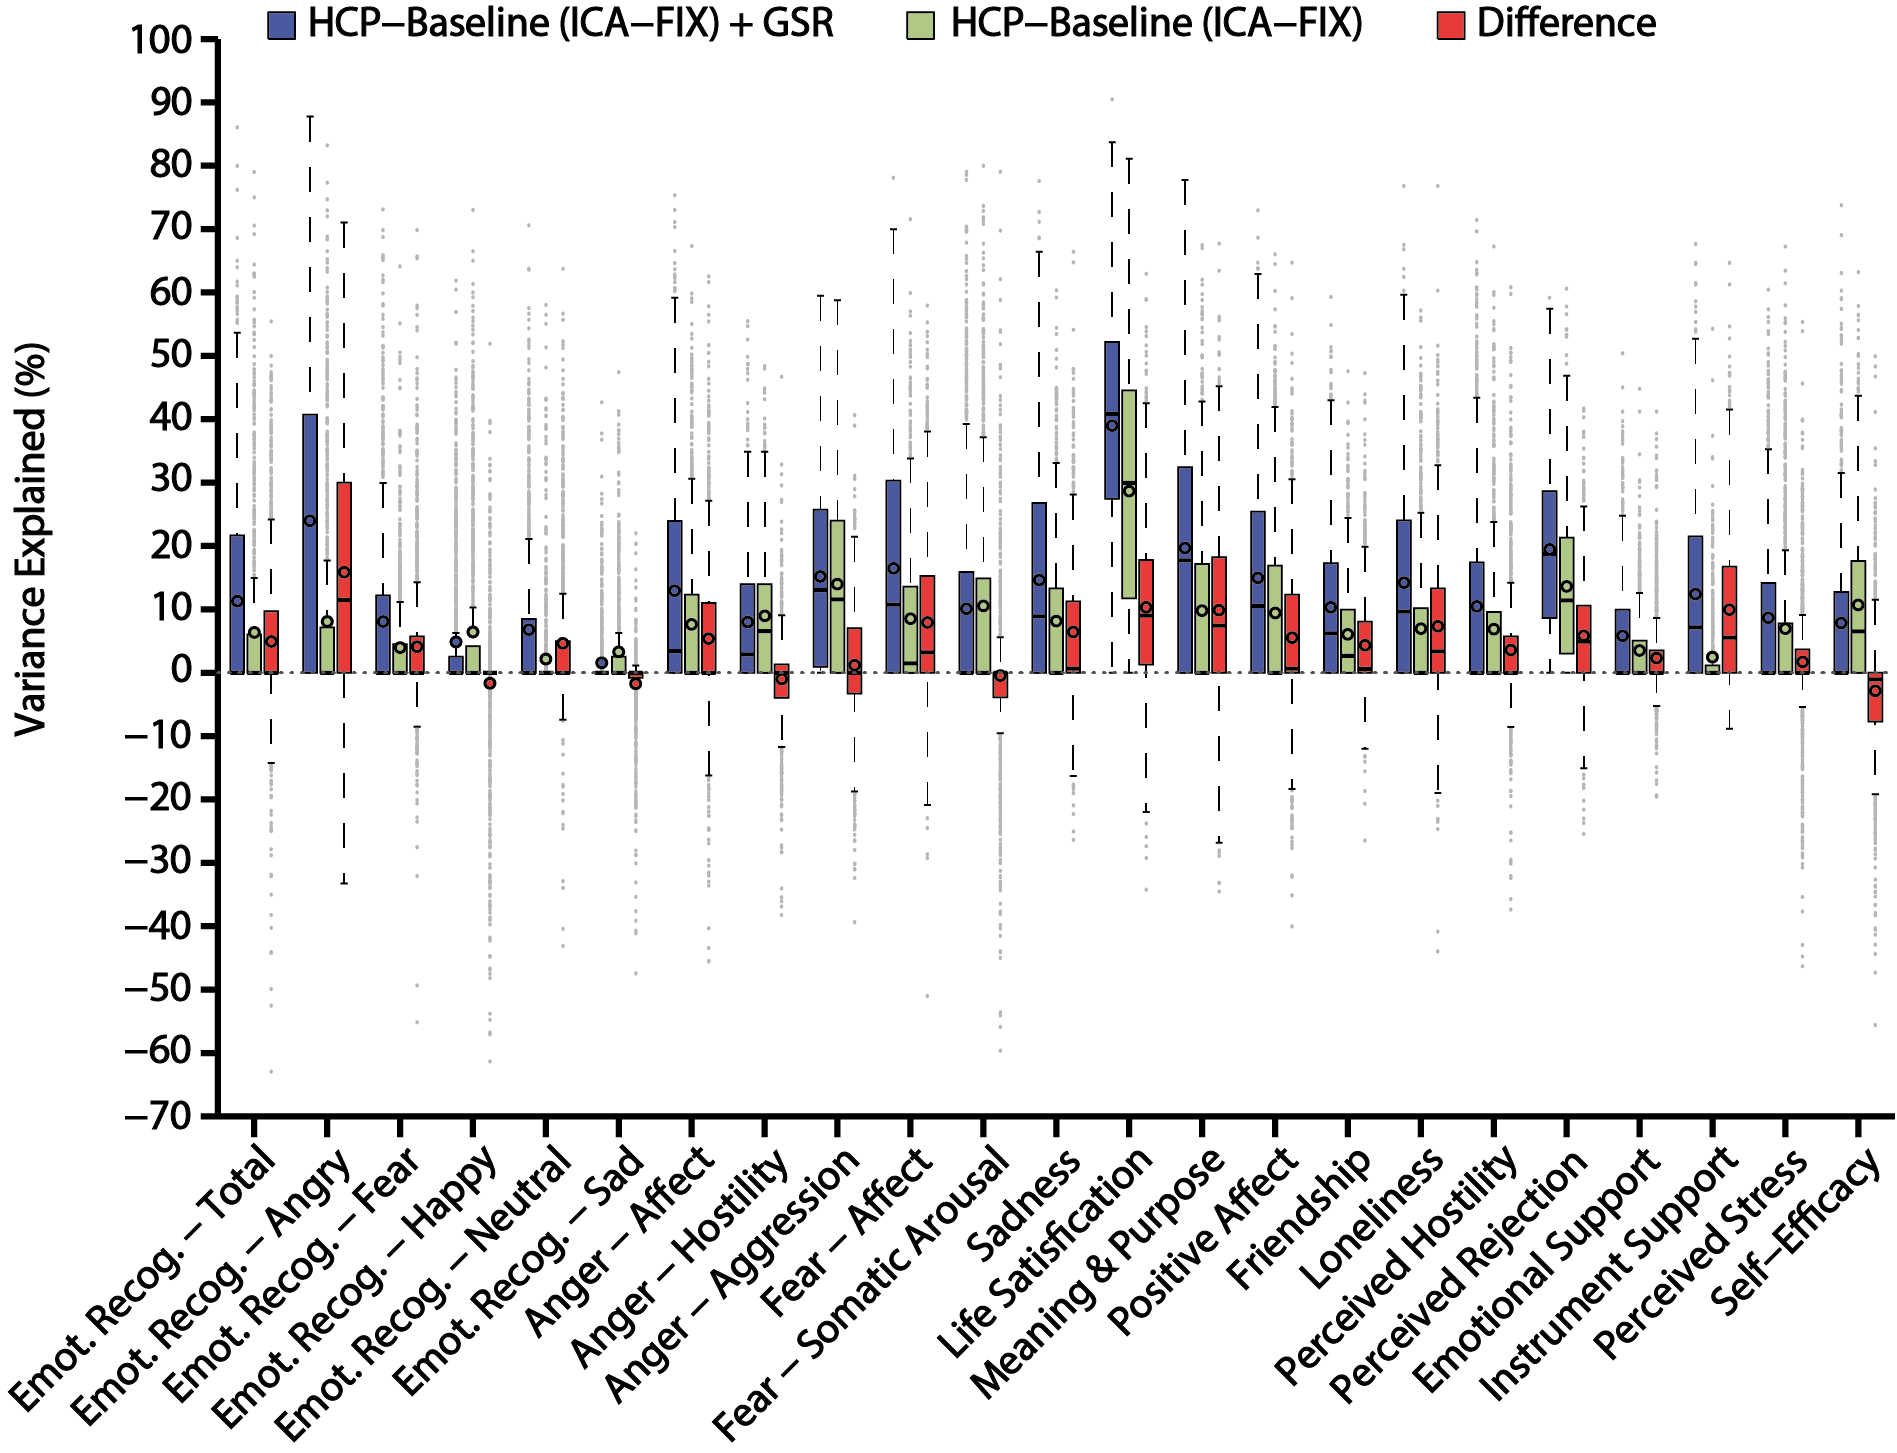 HCP−Baseline (ICA−FIX) + GSR
HCP−Baseline (ICA−FIX)
Difference
Variance Explained (%)
100
90
80
70
60
50
40
30
20
10
0
−10
−20
−30
−40
−50
−60
−70
Emot. Recog. − Total
Emot. Recog. − Angry
Emot. Recog. − Fear
Emot. Recog. − Happy
Emot. Recog. − Neutral
Emot. Recog. − Sad
Anger − Affect
Anger − Hostility
Anger − Aggression
Fear − Affect
Fear − Somatic Arousal
Sadness
Life Satisfication
Meaning & Purpose
Positive Affect
Friendship
Loneliness
Perceived Hostility
Perceived Rejection
Emotional Support
Instrument Support
Perceived Stress
Self−Efficacy